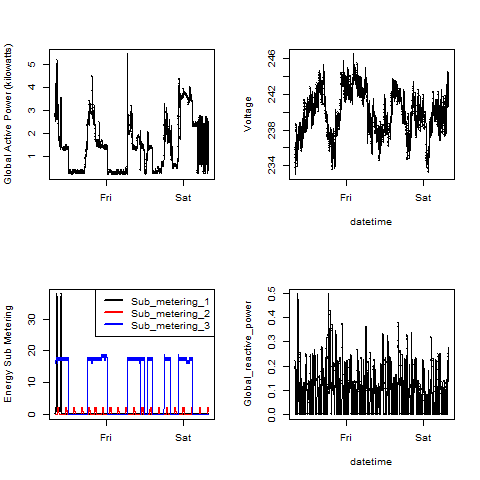 Global Active Power (kilowatts)
5
4
3
2
1
Fri
Sat
Voltage
246
242
238
234
Fri
Sat
datetime
Energy Sub Metering
30
20
10
0
Sub_metering_1
Sub_metering_2
Sub_metering_3
Fri
Sat
Global_reactive_power
0.5
0.4
0.3
0.2
0.1
0.0
Fri
Sat
datetime